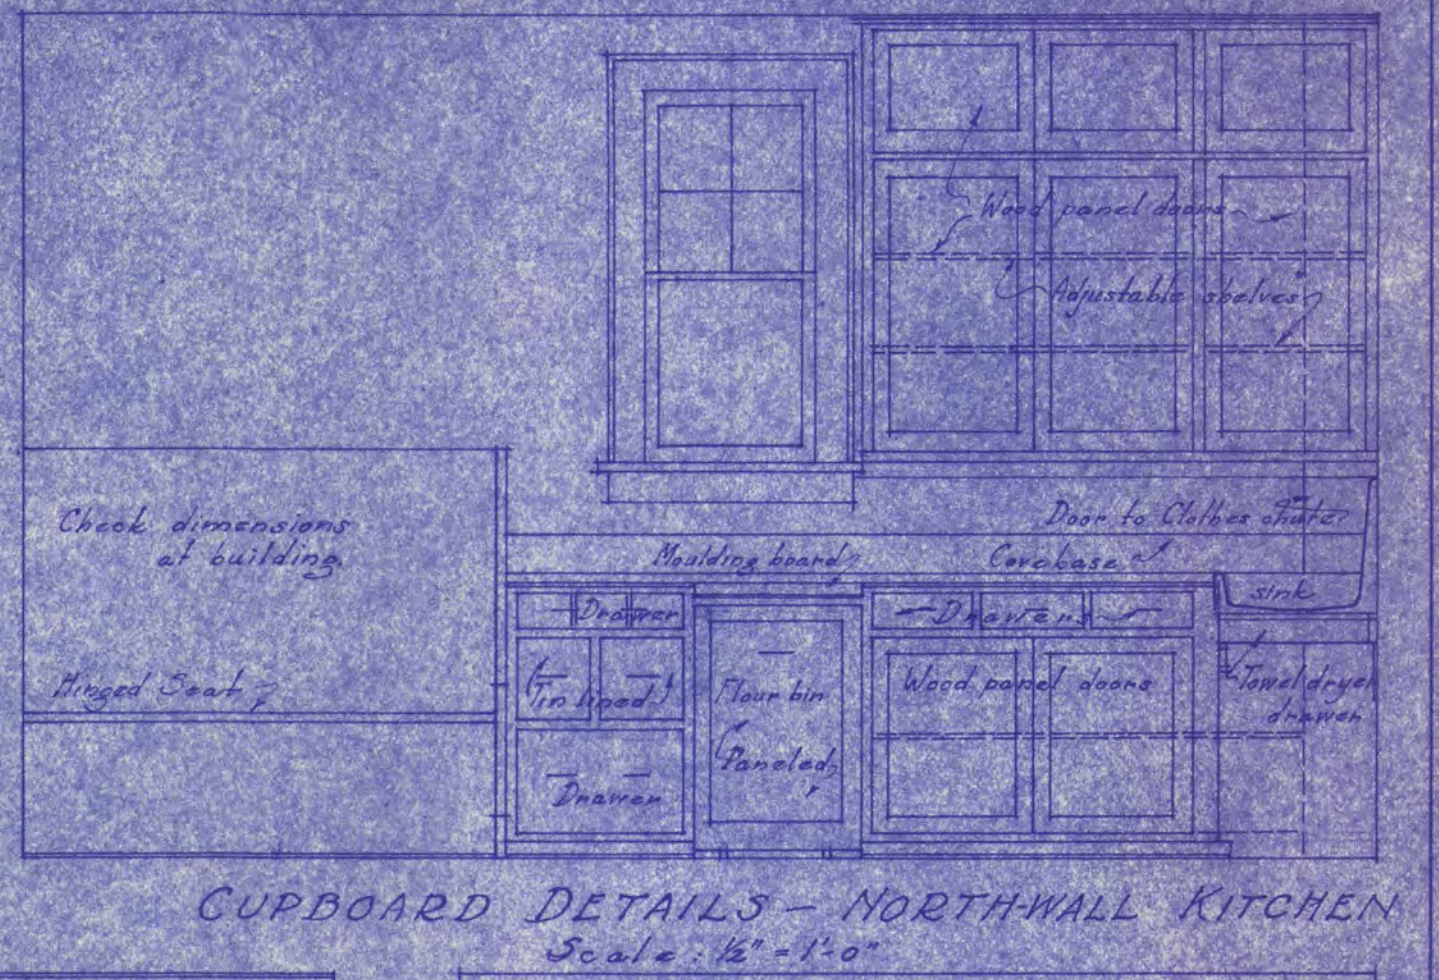 Wood panel doors
Adjustable shelves
Check dimensions
at building.
Door to Clothes chute
Moulding board
Covebase
sink
Drawer
Drawers
Hinged Seat
Tin lined
Flour bin
Wood panel doors
Towel dryer
drawer
Paneled
Drawer
CUPBOARD DETAILS - NORTH-WALL KITCHEN
Scale: ½" = 1'-0"